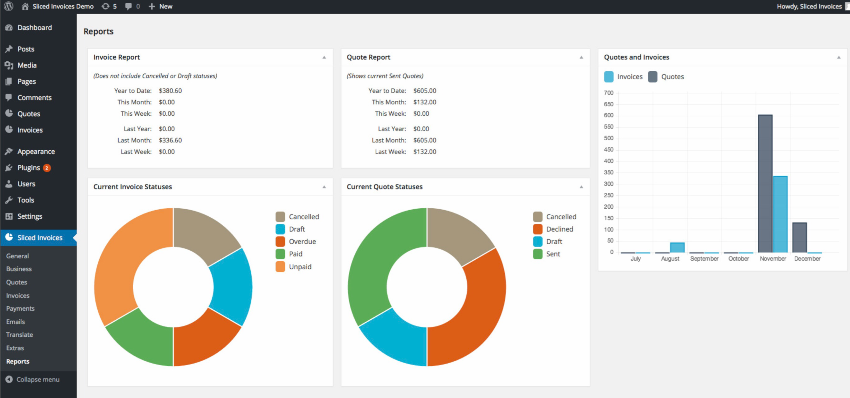 Sliced Invoices Demo 5 0 New
Howdy, Sliced Invoices
Dashboard
Posts
Media
Pages
Comments
Quotes
Invoices
Appearance
Plugins 2
Users
Tools
Settings
Sliced Invoices
General
Business
Quotes
Invoices
Payments
Emails
Translate
Extras
Reports
Collapse menu
Reports
Invoice Report
(Does not include Cancelled or Draft statuses)
Year to Date: $380.60
This Month: $0.00
This Week: $0.00
Last Year: $0.00
Last Month: $336.60
Last Week: $0.00
Quote Report
(Shows current Sent Quotes)
Year to Date: $605.00
This Month: $132.00
This Week: $0.00
Last Year: $0.00
Last Month: $605.00
Last Week: $132.00
Quotes and Invoices
Invoices Quotes
700
650
600
550
500
450
400
350
300
250
200
150
100
50
0
July August September October November December
Current Invoice Statuses
Cancelled
Draft
Overdue
Paid
Unpaid
Current Quote Statuses
Cancelled
Declined
Draft
Sent